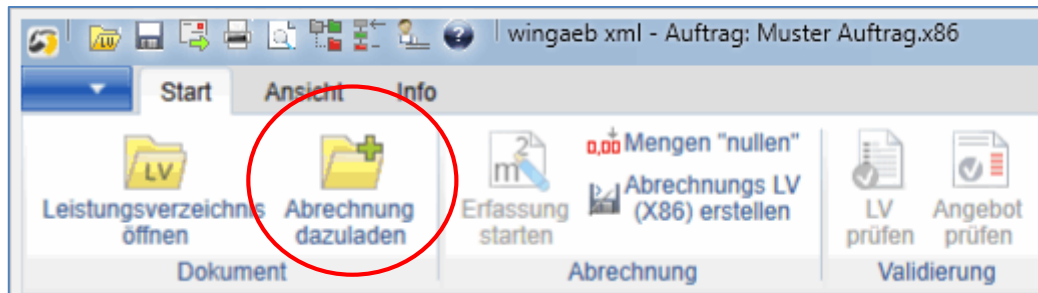 LV
wingaeb xml - Auftrag: Muster Auftrag.x86
Start Ansicht Info
LV
m²
0,00 Mengen "nullen"
Leistungsverzeichnis öffnen
Abrechnung dazuladen
Erfassung starten
Abrechnungs LV
(X86) erstellen
LV prüfen
Angebot prüfen
Dokument Abrechnung Validierung